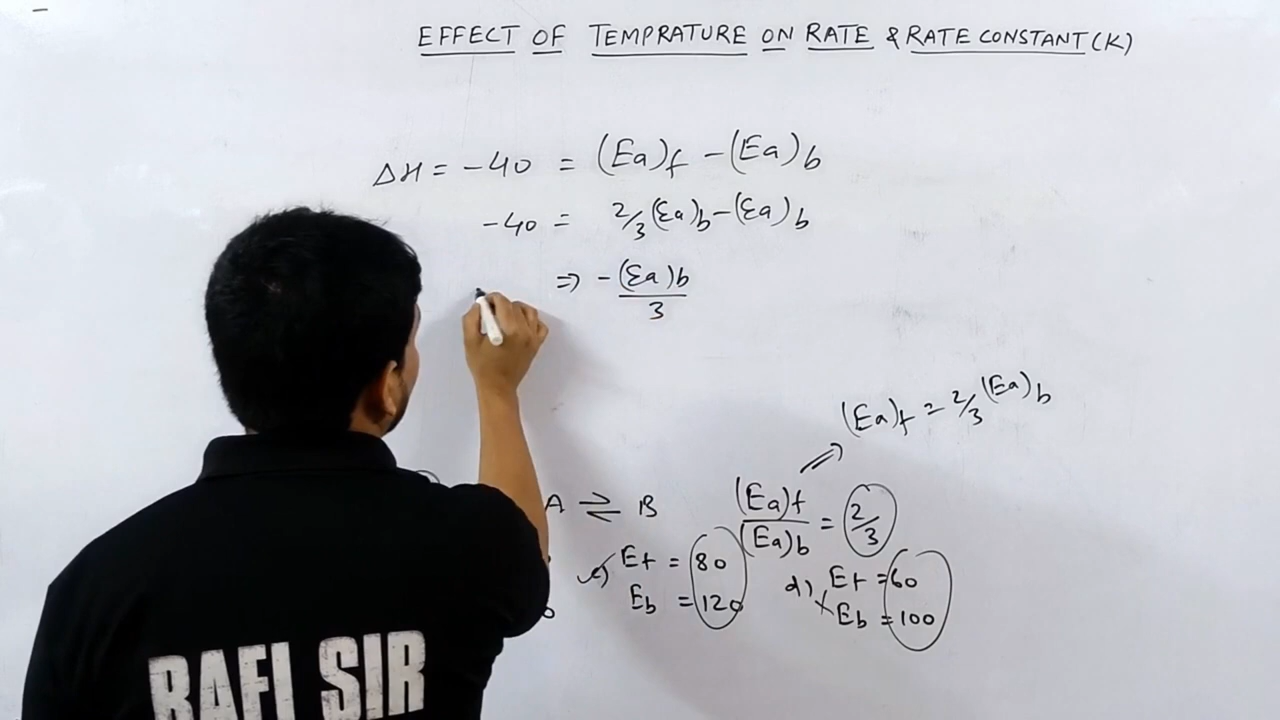 EFFECT OF TEMPRATURE ON RATE & RATE CONSTANT (K)
ΔH = -40 = (Ea)f - (Ea)b
-40 = 2/3 (Ea)b - (Ea)b
⇒ -(Ea)b/3
(Ea)f = 2/3 (Ea)b
A ⇌ B
(Ea)f/(Ea)b = 2/3
c) Ef = 80
Eb = 120
d) Ef = 60
Eb = 100
RAFI SIR